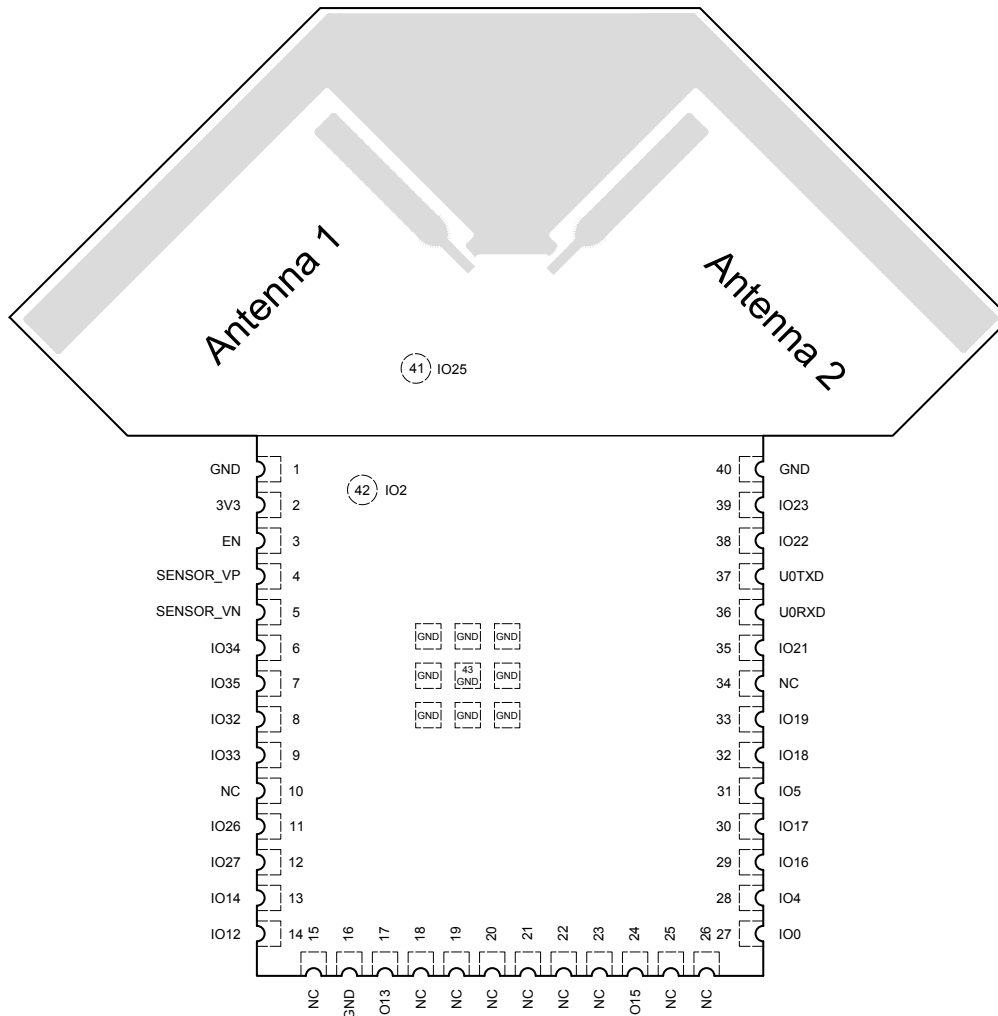 Antenna 1
Antenna 2
41 IO25
GND 1
40 GND
42 IO2
3V3 2
39 IO23
EN 3
38 IO22
SENSOR_VP 4
37 U0TXD
SENSOR_VN 5
36 U0RXD
GND GND GND
IO34 6
35 IO21
GND 43 GND GND
IO35 7
34 NC
GND GND GND
IO32 8
33 IO19
IO33 9
32 IO18
NC 10
31 IO5
IO26 11
30 IO17
IO27 12
29 IO16
IO14 13
28 IO4
IO12 14
27 IO0
15 16 17 18 19 20 21 22 23 24 25 26
NC GND IO13 NC NC NC NC NC NC IO15 NC NC